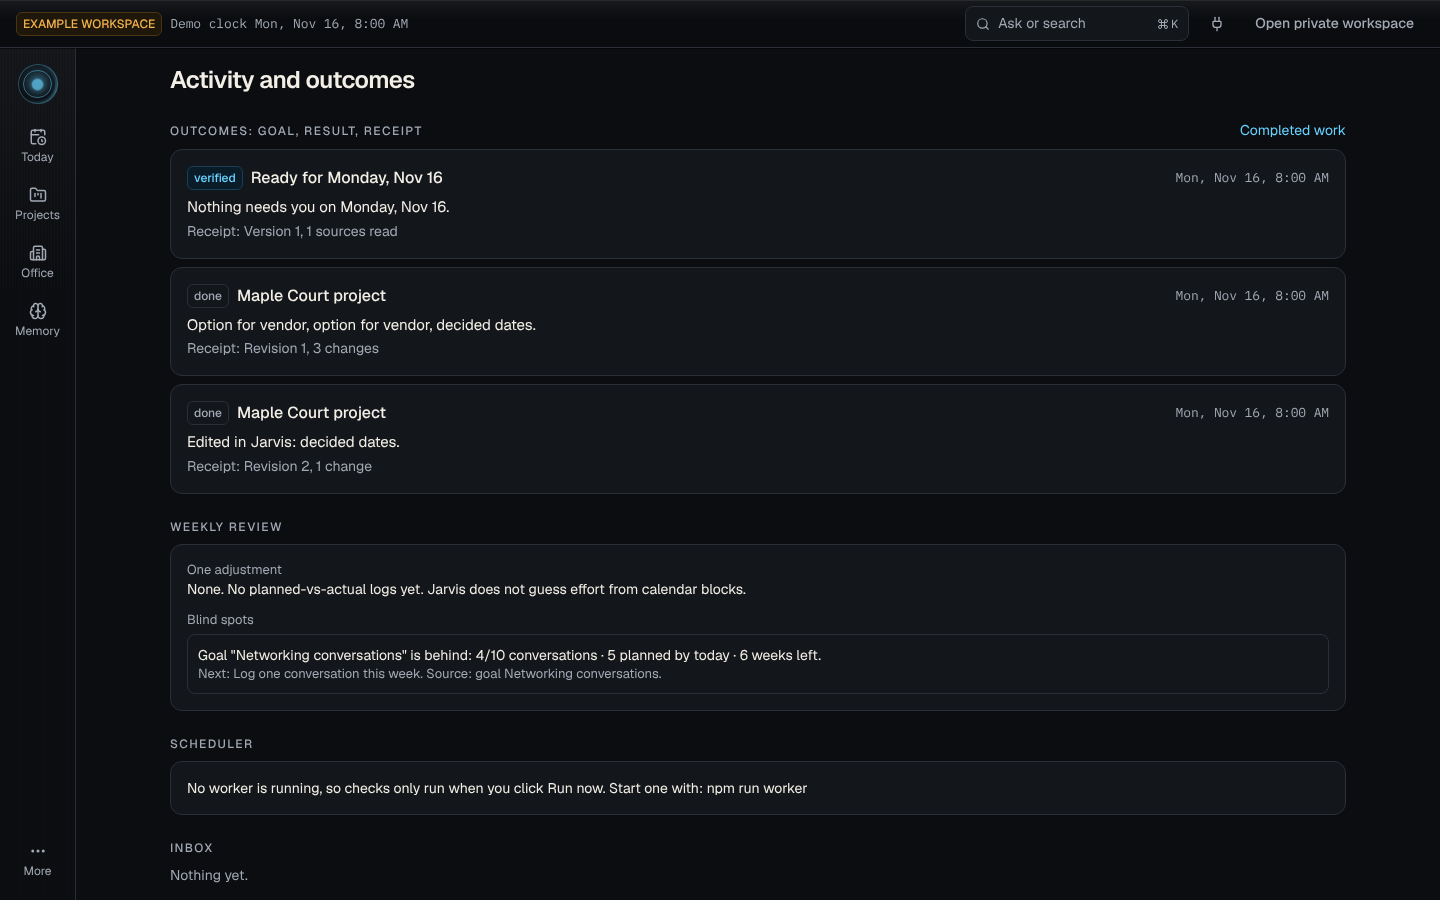 EXAMPLE WORKSPACE Demo clock Mon, Nov 16, 8:00 AM
Ask or search ⌘K
Open private workspace
Today
Projects
Office
Memory
More
Activity and outcomes
OUTCOMES: GOAL, RESULT, RECEIPT
Completed work
verified Ready for Monday, Nov 16
Mon, Nov 16, 8:00 AM
Nothing needs you on Monday, Nov 16.
Receipt: Version 1, 1 sources read
done Maple Court project
Mon, Nov 16, 8:00 AM
Option for vendor, option for vendor, decided dates.
Receipt: Revision 1, 3 changes
done Maple Court project
Mon, Nov 16, 8:00 AM
Edited in Jarvis: decided dates.
Receipt: Revision 2, 1 change
WEEKLY REVIEW
One adjustment
None. No planned-vs-actual logs yet. Jarvis does not guess effort from calendar blocks.
Blind spots
Goal "Networking conversations" is behind: 4/10 conversations · 5 planned by today · 6 weeks left.
Next: Log one conversation this week. Source: goal Networking conversations.
SCHEDULER
No worker is running, so checks only run when you click Run now. Start one with: npm run worker
INBOX
Nothing yet.